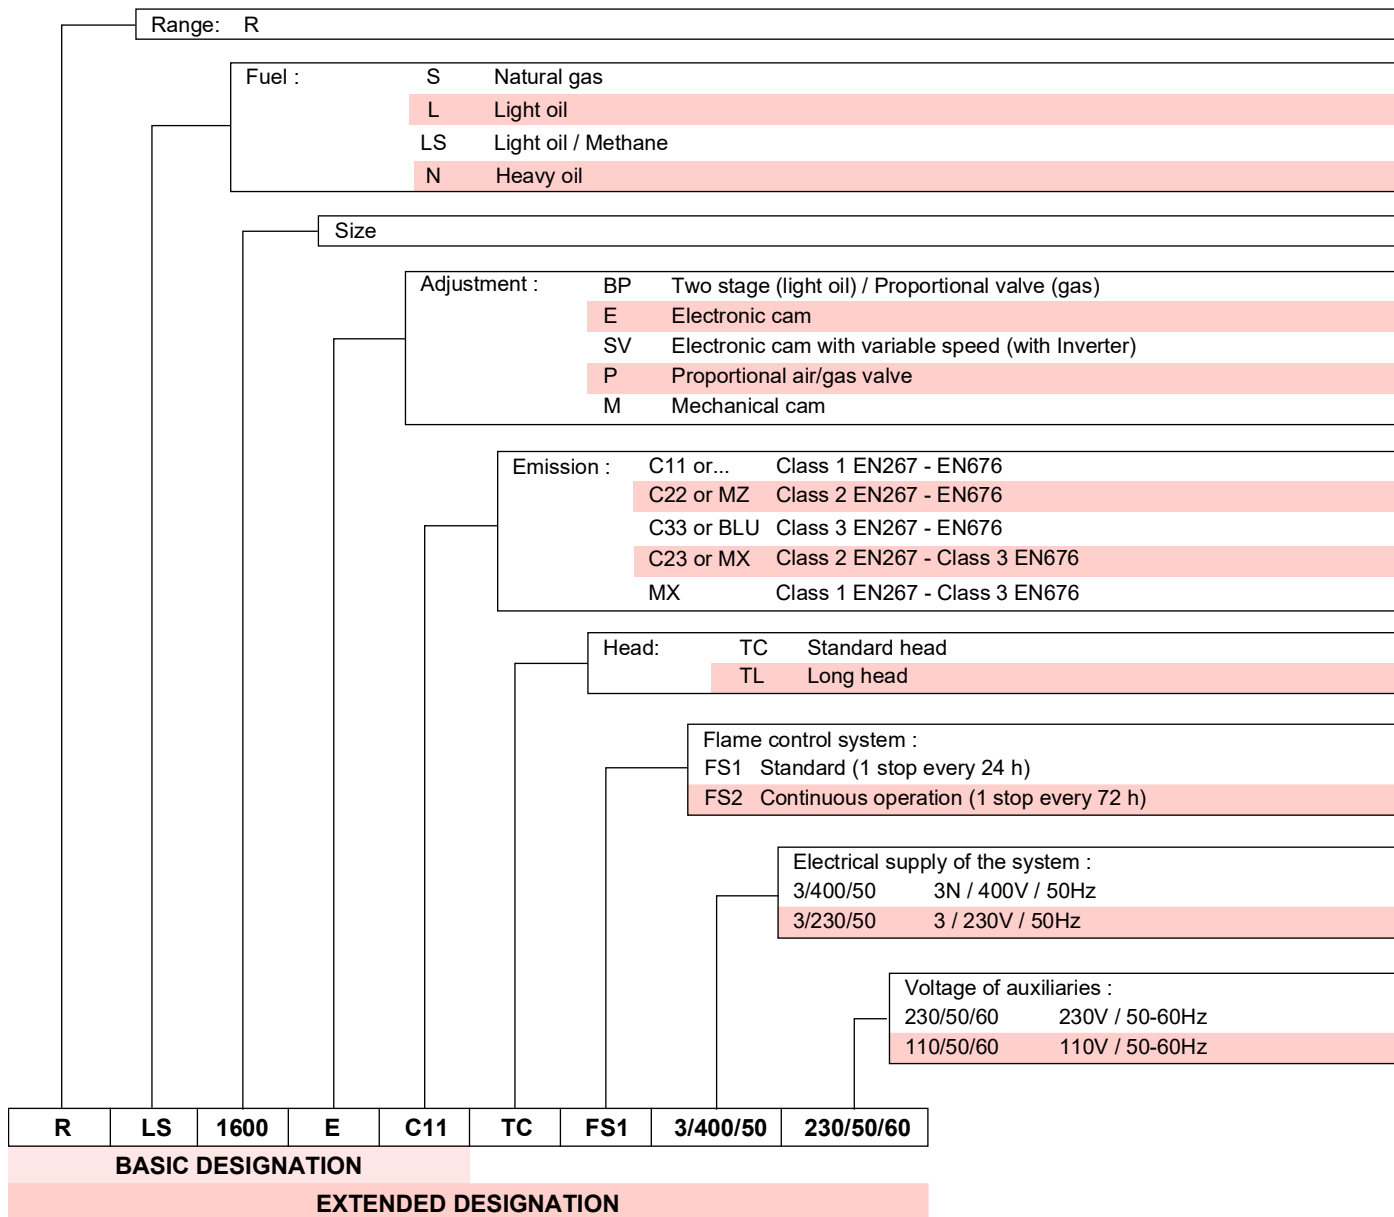 Range: R
Fuel : S Natural gas
L Light oil
LS Light oil / Methane
N Heavy oil
Size
Adjustment : BP Two stage (light oil) / Proportional valve (gas)
E Electronic cam
SV Electronic cam with variable speed (with Inverter)
P Proportional air/gas valve
M Mechanical cam
Emission : C11 or... Class 1 EN267 - EN676
C22 or MZ Class 2 EN267 - EN676
C33 or BLU Class 3 EN267 - EN676
C23 or MX Class 2 EN267 - Class 3 EN676
MX Class 1 EN267 - Class 3 EN676
Head: TC Standard head
TL Long head
Flame control system :
FS1 Standard (1 stop every 24 h)
FS2 Continuous operation (1 stop every 72 h)
Electrical supply of the system :
3/400/50 3N / 400V / 50Hz
3/230/50 3 / 230V / 50Hz
Voltage of auxiliaries :
230/50/60 230V / 50-60Hz
110/50/60 110V / 50-60Hz
R LS 1600 E C11 TC FS1 3/400/50 230/50/60
BASIC DESIGNATION
EXTENDED DESIGNATION